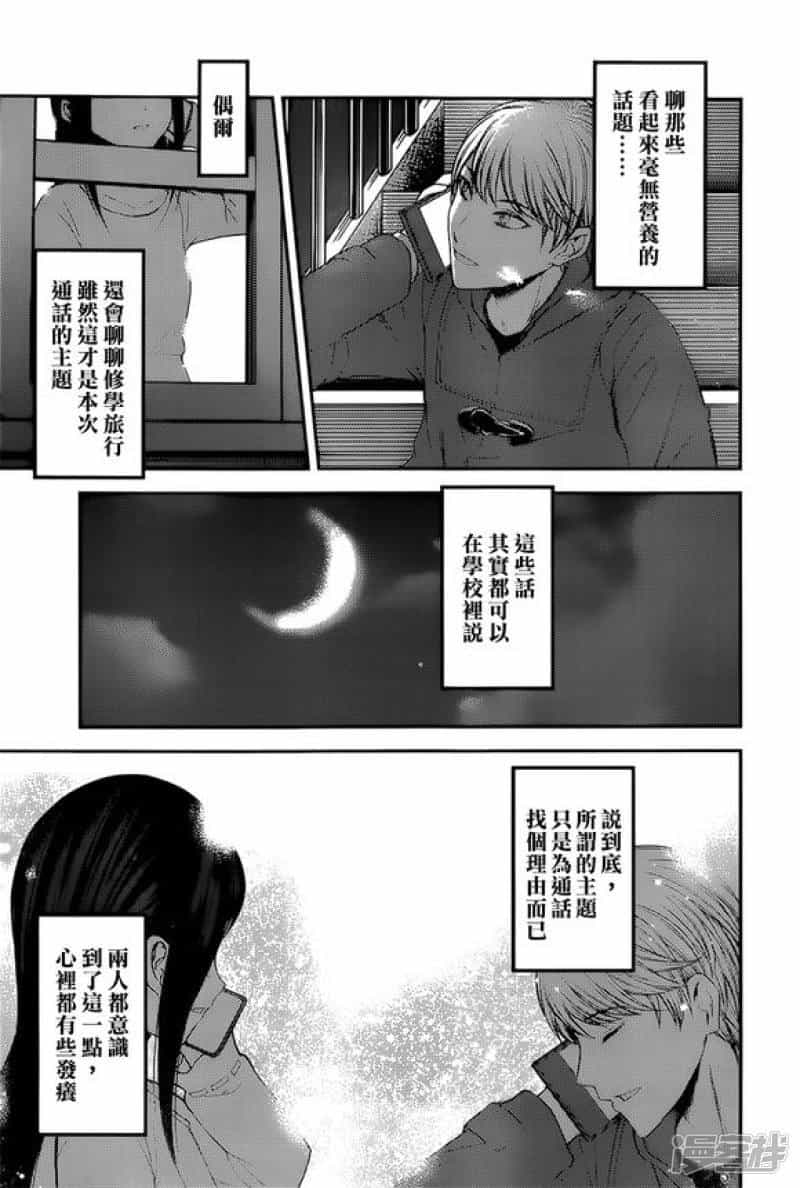 聊那些
看起來毫無營養的
話題⋯⋯
偶爾
還會聊聊修學旅行
雖然這才是本次
通話的主題
這些話
其實都可以
在學校裡説
説到底，
所謂的主題
只是為通話
找個理由而已
兩人都意識
到了這一點，
心裡都有些發癢
漫客栈